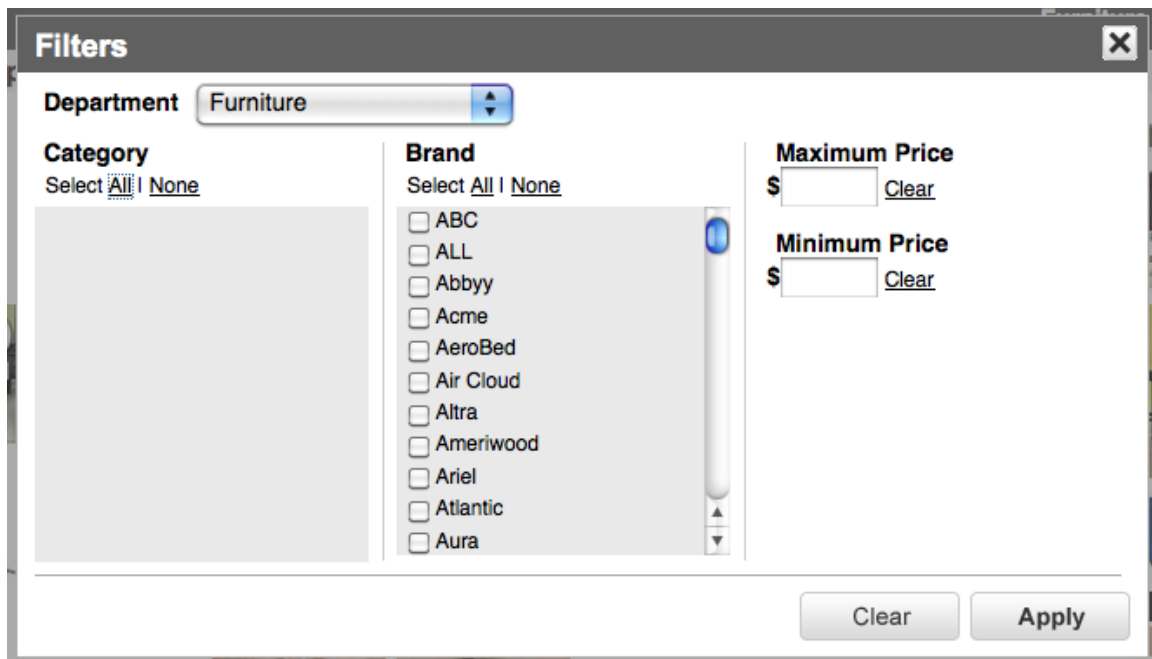 Filters
Department Furniture
Category
Select All | None
Brand
Select All | None
ABC
ALL
Abbyy
Acme
AeroBed
Air Cloud
Altra
Ameriwood
Ariel
Atlantic
Aura
Maximum Price
$ Clear
Minimum Price
$ Clear
Clear Apply